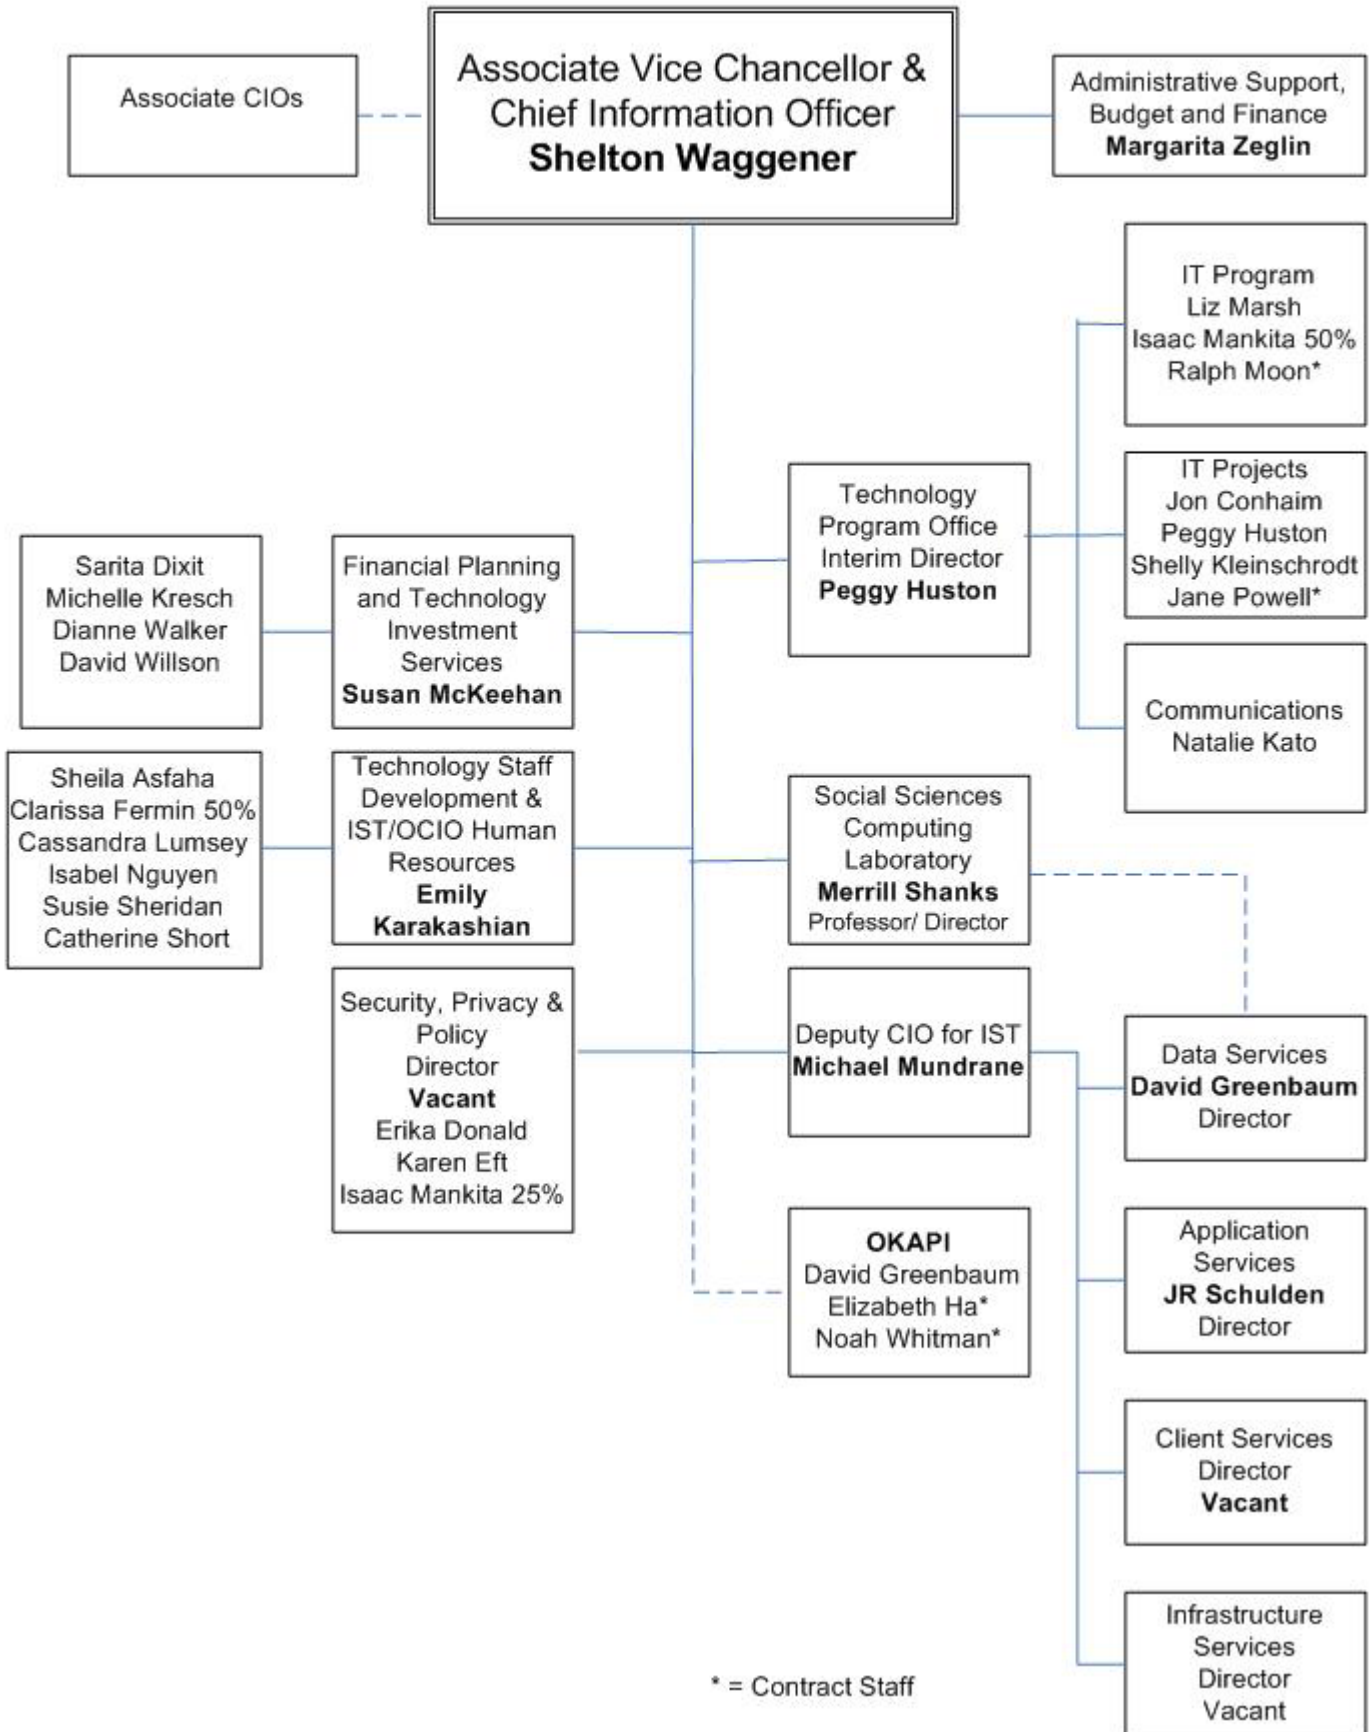 Associate CIOs
Associate Vice Chancellor &
Chief Information Officer
Shelton Waggener
Administrative Support,
Budget and Finance
Margarita Zeglin
IT Program
Liz Marsh
Isaac Mankita 50%
Ralph Moon*
Technology
Program Office
Interim Director
Peggy Huston
IT Projects
Jon Conhaim
Peggy Huston
Shelly Kleinschrodt
Jane Powell*
Communications
Natalie Kato
Sarita Dixit
Michelle Kresch
Dianne Walker
David Willson
Financial Planning
and Technology
Investment
Services
Susan McKeehan
Sheila Asfaha
Clarissa Fermin 50%
Cassandra Lumsey
Isabel Nguyen
Susie Sheridan
Catherine Short
Technology Staff
Development &
IST/OCIO Human
Resources
Emily
Karakashian
Social Sciences
Computing
Laboratory
Merrill Shanks
Professor/ Director
Security, Privacy &
Policy
Director
Vacant
Erika Donald
Karen Eft
Isaac Mankita 25%
Deputy CIO for IST
Michael Mundrane
Data Services
David Greenbaum
Director
OKAPI
David Greenbaum
Elizabeth Ha*
Noah Whitman*
Application
Services
JR Schulden
Director
Client Services
Director
Vacant
Infrastructure
Services
Director
Vacant
* = Contract Staff